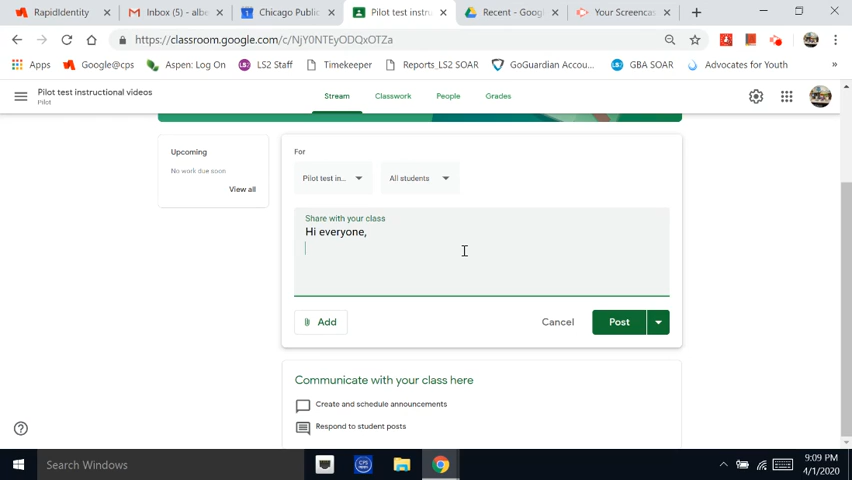 RapidIdentity
Inbox (5) - albe
Chicago Public
Pilot test instru
Recent - Goog
Your Screencas
https://classroom.google.com/c/NjY0NTEyODQxOTZa
Apps
Google@cps
Aspen: Log On
LS2 Staff
Timekeeper
Reports_LS2 SOAR
GoGuardian Accou...
GBA SOAR
Advocates for Youth
»
Pilot test instructional videos
Pilot
Stream
Classwork
People
Grades
Upcoming
No work due soon
View all
For
Pilot test in...
All students
Share with your class
Hi everyone,
Add
Cancel
Post
Communicate with your class here
Create and schedule announcements
Respond to student posts
Search Windows
9:09 PM
4/1/2020